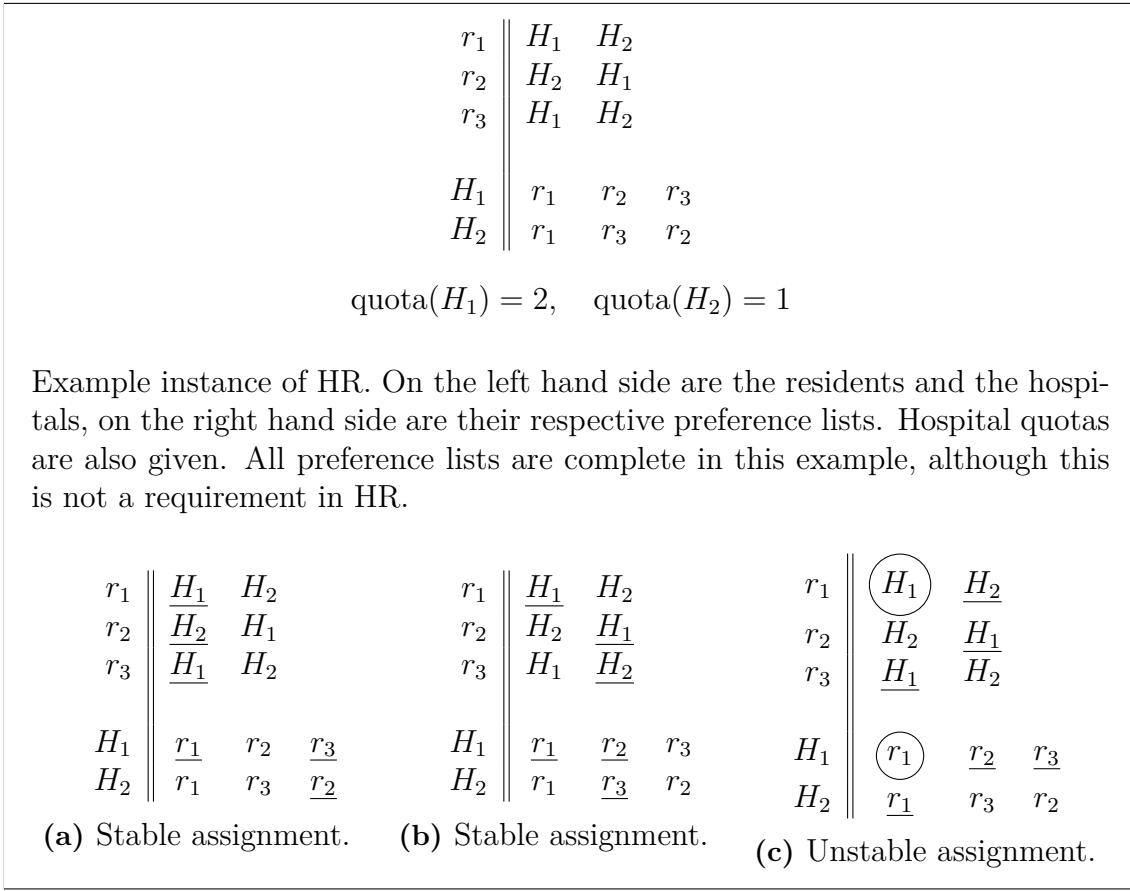 r₁ H₁ H₂
r₂ H₂ H₁
r₃ H₁ H₂
H₁ r₁ r₂ r₃
H₂ r₁ r₃ r₂
quota(H₁) = 2, quota(H₂) = 1
Example instance of HR. On the left hand side are the residents and the hospi-
tals, on the right hand side are their respective preference lists. Hospital quotas
are also given. All preference lists are complete in this example, although this
is not a requirement in HR.
r₁ H₁ H₂
r₂ H₂ H₁
r₃ H₁ H₂
H₁ r₁ r₂ r₃
H₂ r₁ r₃ r₂
(a) Stable assignment.
r₁ H₁ H₂
r₂ H₂ H₁
r₃ H₁ H₂
H₁ r₁ r₂ r₃
H₂ r₁ r₃ r₂
(b) Stable assignment.
r₁ H₁ H₂
r₂ H₂ H₁
r₃ H₁ H₂
H₁ r₁ r₂ r₃
H₂ r₁ r₃ r₂
(c) Unstable assignment.